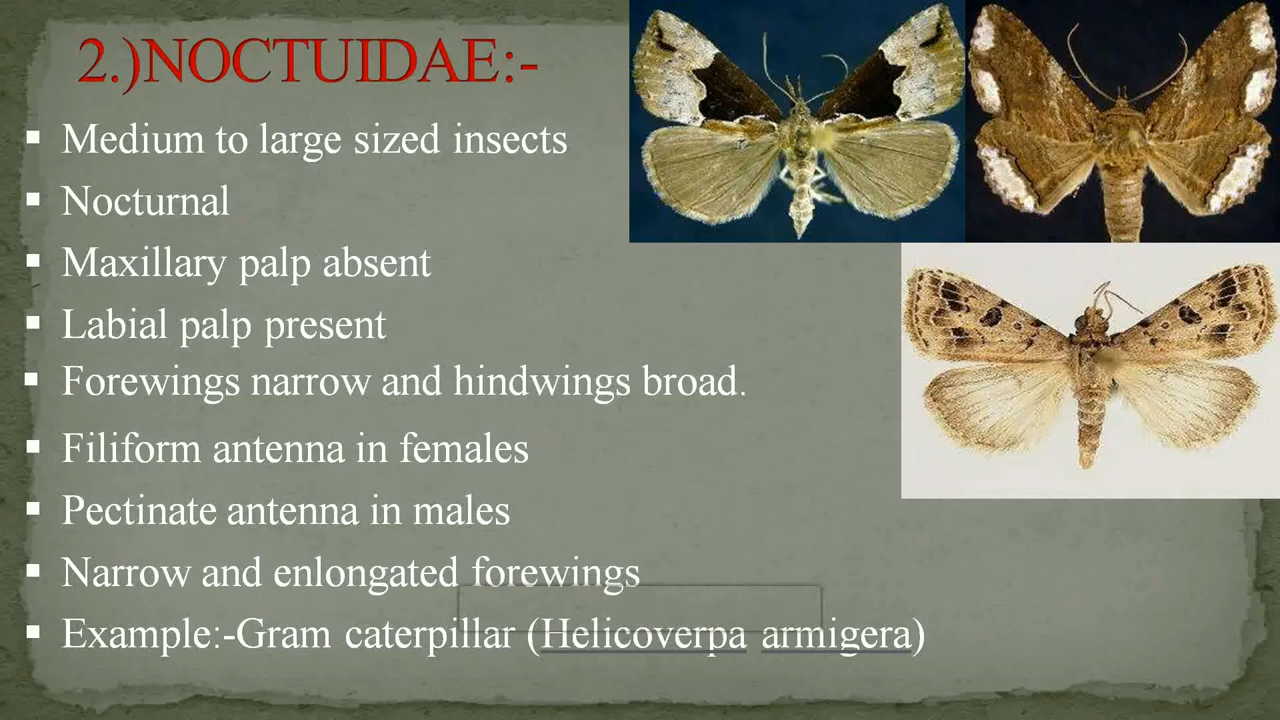 2.)NOCTUIDAE:-
▪ Medium to large sized insects
▪ Nocturnal
▪ Maxillary palp absent
▪ Labial palp present
▪ Forewings narrow and hindwings broad.
▪ Filiform antenna in females
▪ Pectinate antenna in males
▪ Narrow and enlongated forewings
▪ Example:-Gram caterpillar (Helicoverpa armigera)